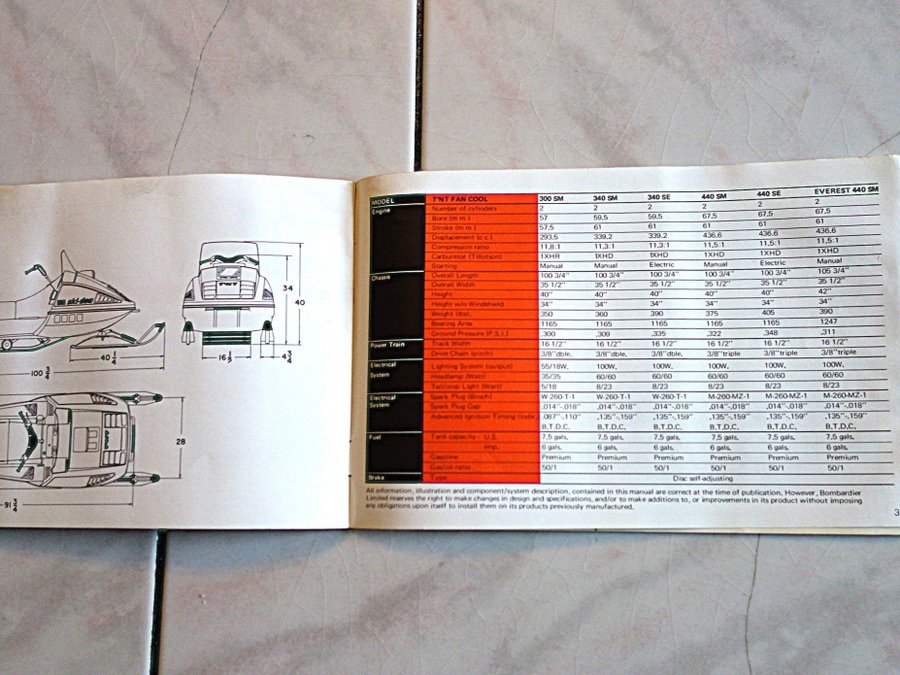 34
40
ski-doo
TNT
40 1/4
100 3/4
16 1/2
4 3/4
28
91 3/4
MODEL T'NT FAN COOL 300 SM 340 SM 340 SE 440 SM 440 SE EVEREST 440 SM
Engine Number of cylinders 2 2 2 2 2 2
Bore (m m ) 57 59,5 59,5 67,5 67,5 67,5
Stroke (m m ) 57,5 61 61 61 61 61
Displacement (c c ) 293,5 339,2 339,2 436,6 436,6 436,6
Compression ratio 11,8:1 11,3:1 11,3:1 11,5:1 11,5:1 11,5:1
Carburetor (Tillotson) 1XHR 1XHD 1XHD 1XHD 1XHD 1XHD
Starting Manual Manual Electric Manual Electric Manual
Chassis Overall Length 100 3/4" 100 3/4" 100 3/4" 100 3/4" 100 3/4" 105 3/4"
Overall Width 35 1/2" 35 1/2" 35 1/2" 35 1/2" 35 1/2" 35 1/2"
Height 40" 40" 40" 40" 40" 42"
Height w/o Windshield 34" 34" 34" 34" 34" 34"
Weight (lbs). 350 360 390 375 405 390
Bearing Area 1165 1165 1165 1165 1165 1247
Ground Pressure (P.S.I.) .300 .309 .335 .322 .348 .311
Power Train Track Width 16 1/2" 16 1/2" 16 1/2" 16 1/2" 16 1/2" 16 1/2"
Drive Chain (pitch) 3/8"dble, 3/8"dble, 3/8"dble, 3/8"triple 3/8"triple 3/8"triple
Electrical System Lighting System (output) 55/18W. 100W. 100W. 100W. 100W. 100W.
Headlamp (Watt) 35/35 60/60 60/60 60/60 60/60 60/60
Tail/stop Light (Watt) 5/18 8/23 8/23 8/23 8/23 8/23
Electrical System Spark Plug (Bosch) W-260-T-1 W-260-T-1 W-260-T-1 M-260-MZ-1 M-260-MZ-1 M-260-MZ-1
Spark Plug Gap .014"-.018" .014"-.018" .014"-.018" .014"-.018" .014"-.018" .014"-.018"
Advanced Ignition Timing .087"-.110" .135"-.159" .135"-.159" .135"-.159" .135"-.159" .135"-.159"
B.T.D.C. B.T.D.C. B.T.D.C. B.T.D.C. B.T.D.C. B.T.D.C.
Fuel Tank capacity : U.S. 7,5 gals, 7,5 gals, 7,5 gals, 7,5 gals, 7,5 gals, 7,5 gals,
Imp. 6 gals, 6 gals, 6 gals, 6 gals, 6 gals, 6 gals,
Gasoline Premium Premium Premium Premium Premium Premium
Gas/oil ratio 50/1 50/1 50/1 50/1 50/1 50/1
Brake Type Disc self-adjusting
All information, illustration and component/system description, contained in this manual are correct at the time of publication, However, Bombardier
Limited reserves the right to make changes in design and specifications, and/or to make additions to, or improvements in its product without imposing
any obligations upon itself to install them on its products previously manufactured,
3